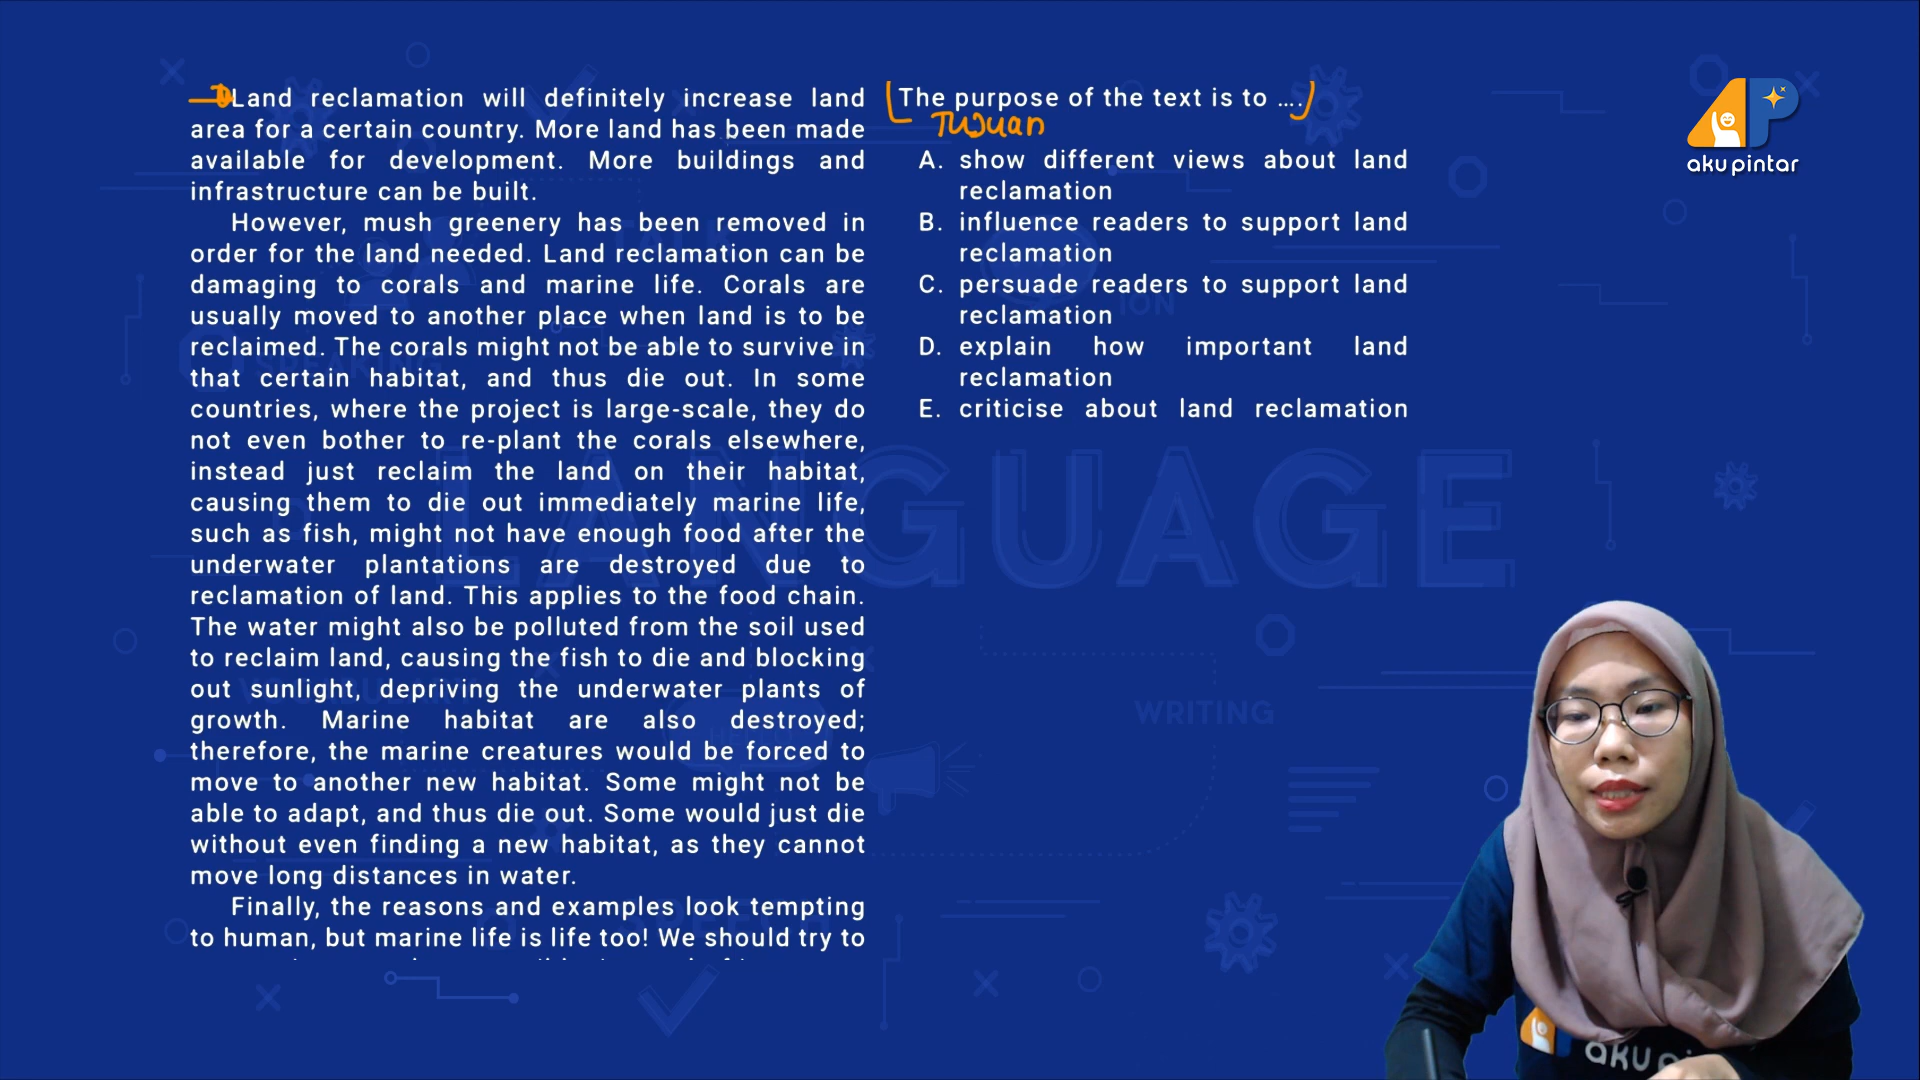 Land reclamation will definitely increase land
area for a certain country. More land has been made
available for development. More buildings and
infrastructure can be built.
However, mush greenery has been removed in
order for the land needed. Land reclamation can be
damaging to corals and marine life. Corals are
usually moved to another place when land is to be
reclaimed. The corals might not be able to survive in
that certain habitat, and thus die out. In some
countries, where the project is large-scale, they do
not even bother to re-plant the corals elsewhere,
instead just reclaim the land on their habitat,
causing them to die out immediately marine life,
such as fish, might not have enough food after the
underwater plantations are destroyed due to
reclamation of land. This applies to the food chain.
The water might also be polluted from the soil used
to reclaim land, causing the fish to die and blocking
out sunlight, depriving the underwater plants of
growth. Marine habitat are also destroyed;
therefore, the marine creatures would be forced to
move to another new habitat. Some might not be
able to adapt, and thus die out. Some would just die
without even finding a new habitat, as they cannot
move long distances in water.
Finally, the reasons and examples look tempting
to human, but marine life is life too! We should try to
The purpose of the text is to ....
Tujuan
A. show different views about land
reclamation
B. influence readers to support land
reclamation
C. persuade readers to support land
reclamation
D. explain how important land
reclamation
E. criticise about land reclamation
AP
aku pintar
LANGUAGE
WRITING
aku pi